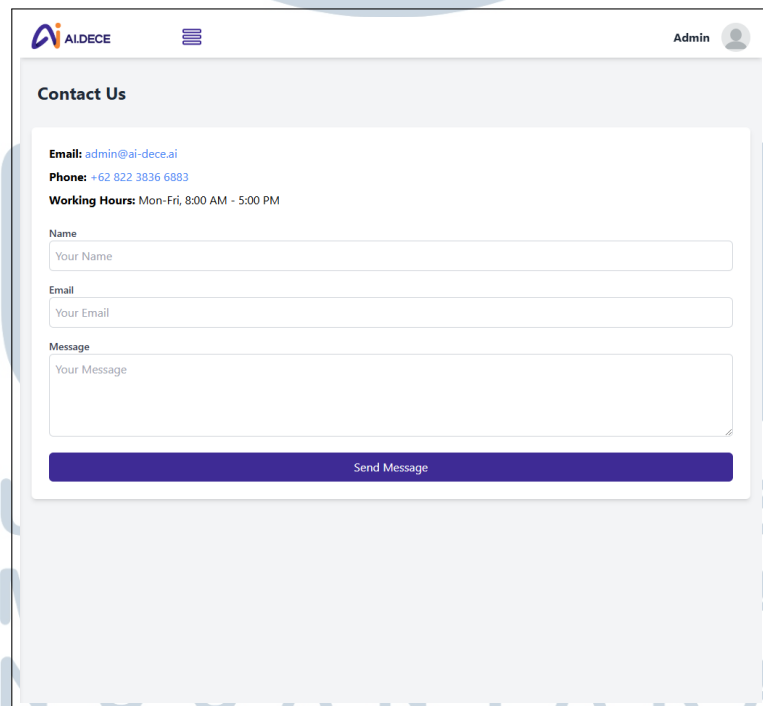 AI.DECE
Admin
Contact Us
Email: admin@ai-dece.ai
Phone: +62 822 3836 6883
Working Hours: Mon-Fri, 8:00 AM - 5:00 PM
Name
Your Name
Email
Your Email
Message
Your Message
Send Message